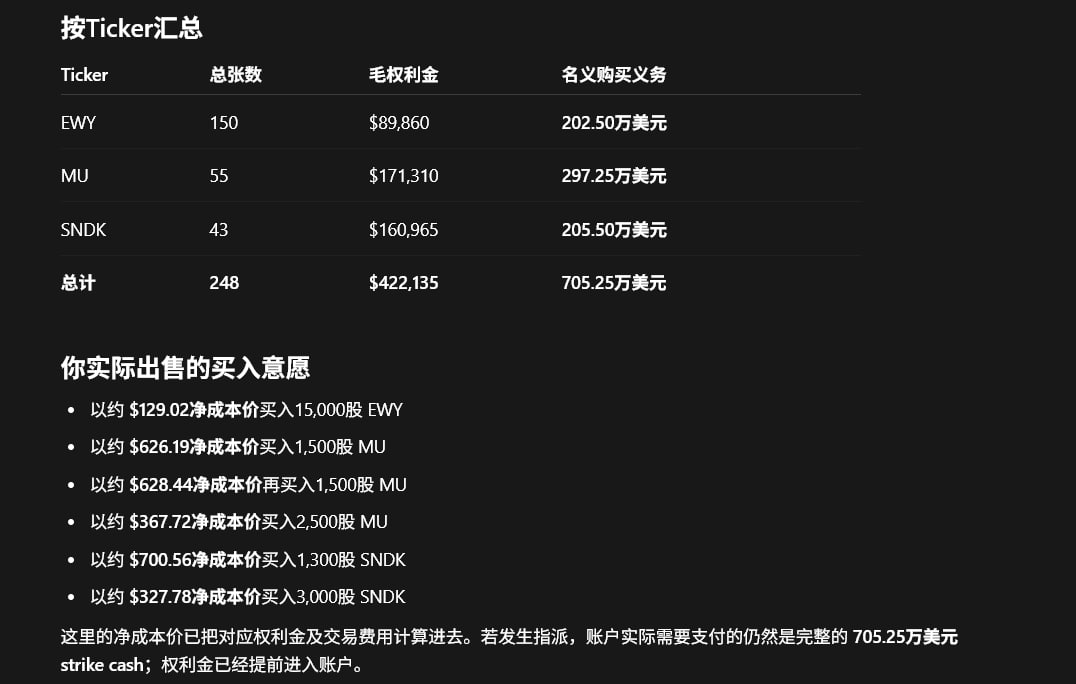 按Ticker汇总
Ticker 总张数 毛权利金 名义购买义务
EWY 150 $89,860 202.50万美元
MU 55 $171,310 297.25万美元
SNDK 43 $160,965 205.50万美元
总计 248 $422,135 705.25万美元
你实际出售的买入意愿
• 以约 $129.02净成本价买入15,000股 EWY
• 以约 $626.19净成本价买入1,500股 MU
• 以约 $628.44净成本价再买入1,500股 MU
• 以约 $367.72净成本价买入2,500股 MU
• 以约 $700.56净成本价买入1,300股 SNDK
• 以约 $327.78净成本价买入3,000股 SNDK
这里的净成本价已把对应权利金及交易费用计算进去。若发生指派，账户实际需要支付的仍然是完整的 705.25万美元
strike cash；权利金已经提前进入账户。